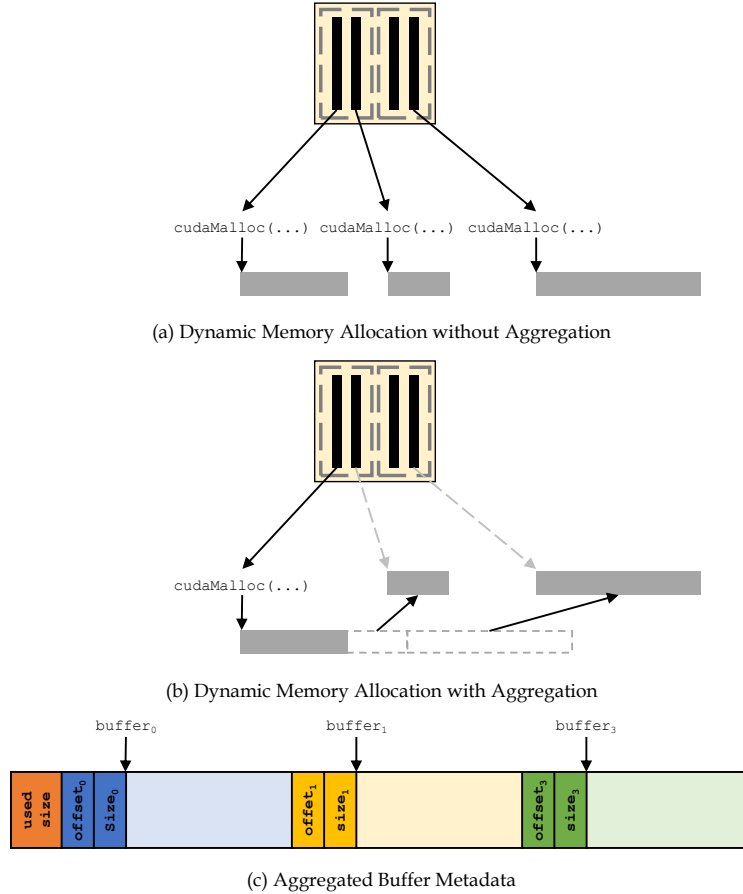 cudaMalloc(...) cudaMalloc(...) cudaMalloc(...)
(a) Dynamic Memory Allocation without Aggregation
cudaMalloc(...)
(b) Dynamic Memory Allocation with Aggregation
buffer₀ buffer₁ buffer₃
used size offset₀ Size₀ offet₁ size₁ offset₃ size₃
(c) Aggregated Buffer Metadata